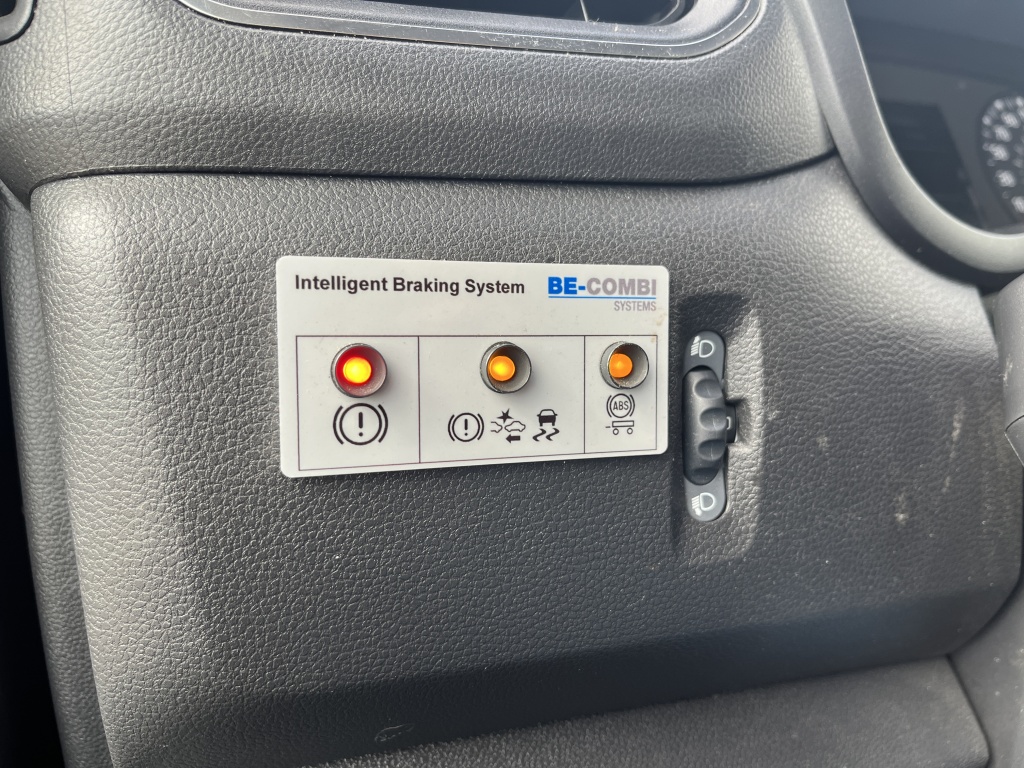 Intelligent Braking System
BE-COMBI
SYSTEMS
ABS